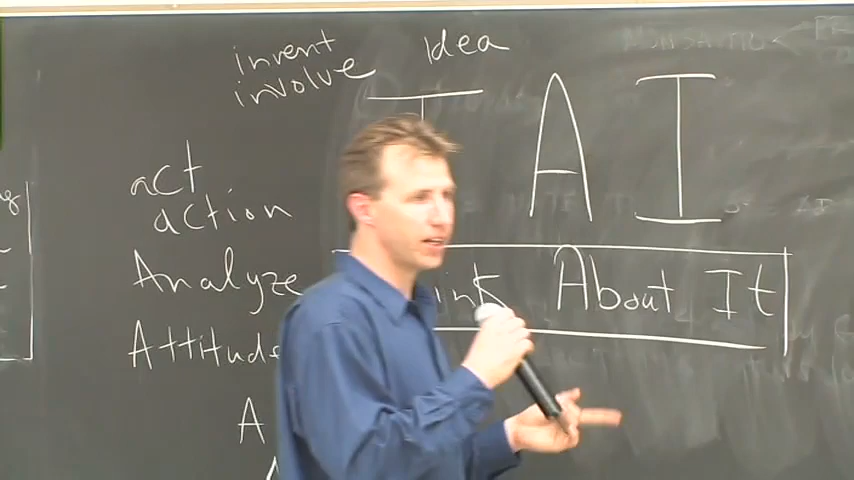 invent Idea
involve
T A I
act
action
Analyze
Attitude
About It
A
A